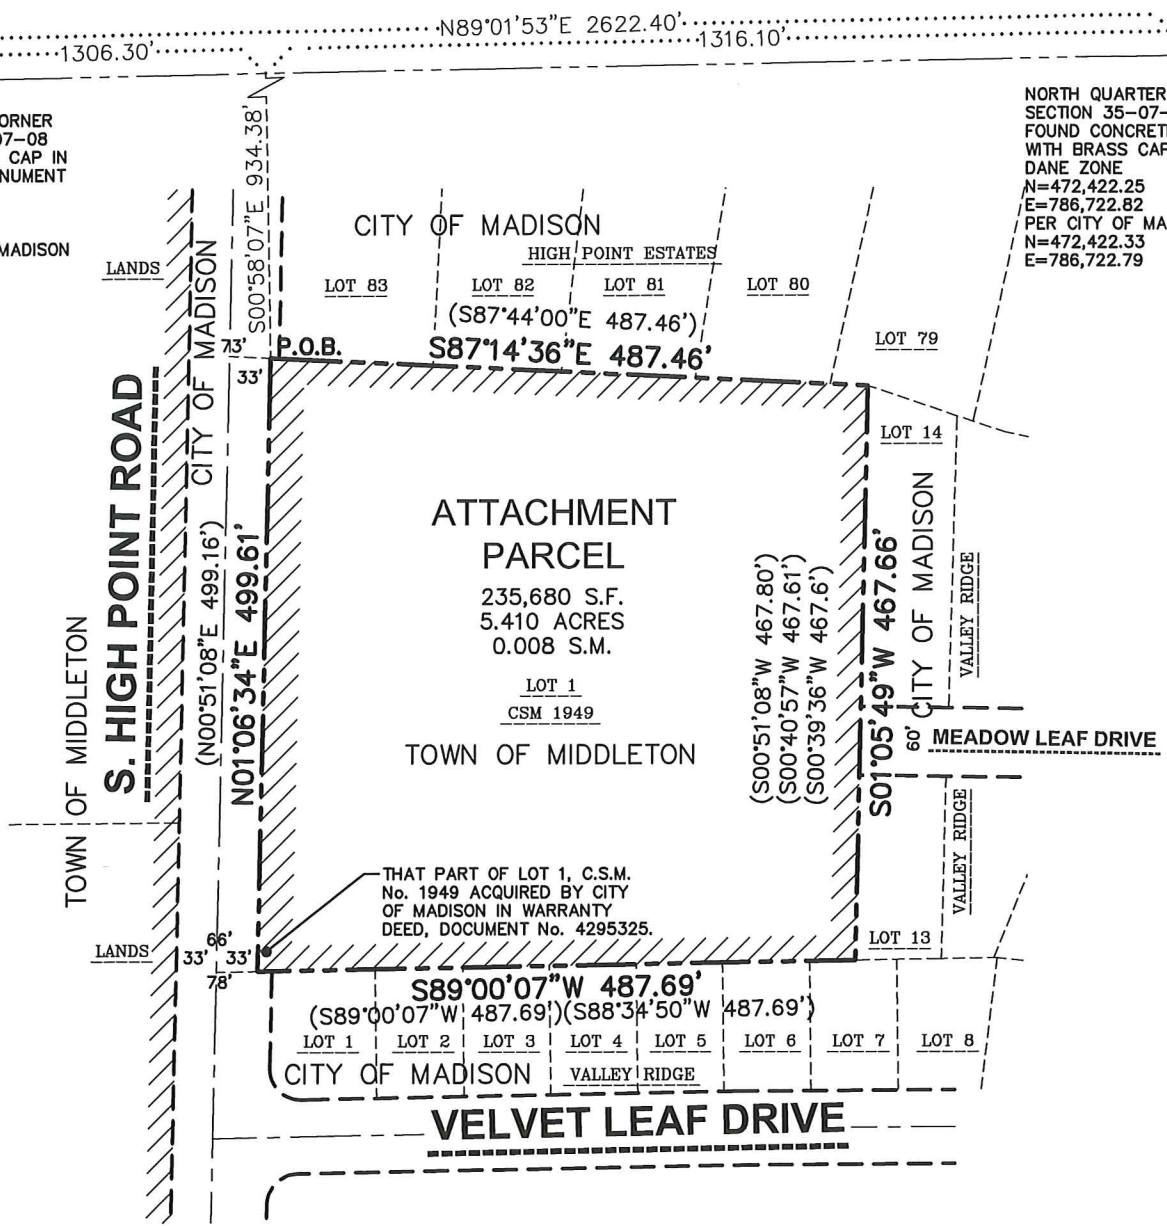 N89°01'53"E 2622.40'
1306.30'
1316.10'
ORNER
07-08
CAP IN
NUMENT
MADISON
S00°58'07"E 934.38'
NORTH QUARTER
SECTION 35-07-
FOUND CONCRETE
WITH BRASS CAP
DANE ZONE
N=472,422.25
E=786,722.82
PER CITY OF MA
N=472,422.33
E=786,722.79
LANDS
CITY OF MADISON
CITY OF MADISON
HIGH POINT ESTATES
LOT 83
LOT 82
LOT 81
LOT 80
LOT 79
(S87°44'00"E 487.46')
S87°14'36"E 487.46'
73'
P.O.B.
33'
LOT 14
S. HIGH POINT ROAD
TOWN OF MIDDLETON
(N00°51'08"E 499.16')
N01°06'34"E 499.61'
ATTACHMENT
PARCEL
235,680 S.F.
5.410 ACRES
0.008 S.M.
LOT 1
CSM 1949
TOWN OF MIDDLETON
(S00°51'08"W 467.80')
(S00°40'57"W 467.61')
(S00°39'36"W 467.6')
S01°05'49"W 467.66'
CITY OF MADISON
VALLEY RIDGE
60'
MEADOW LEAF DRIVE
VALLEY RIDGE
THAT PART OF LOT 1, C.S.M.
No. 1949 ACQUIRED BY CITY
OF MADISON IN WARRANTY
DEED, DOCUMENT No. 4295325.
LOT 13
LANDS
66'
33' 33'
78'
S89°00'07"W 487.69'
(S89°00'07"W 487.69')(S88°34'50"W 487.69')
LOT 1
LOT 2
LOT 3
LOT 4
LOT 5
LOT 6
LOT 7
LOT 8
CITY OF MADISON
VALLEY RIDGE
VELVET LEAF DRIVE